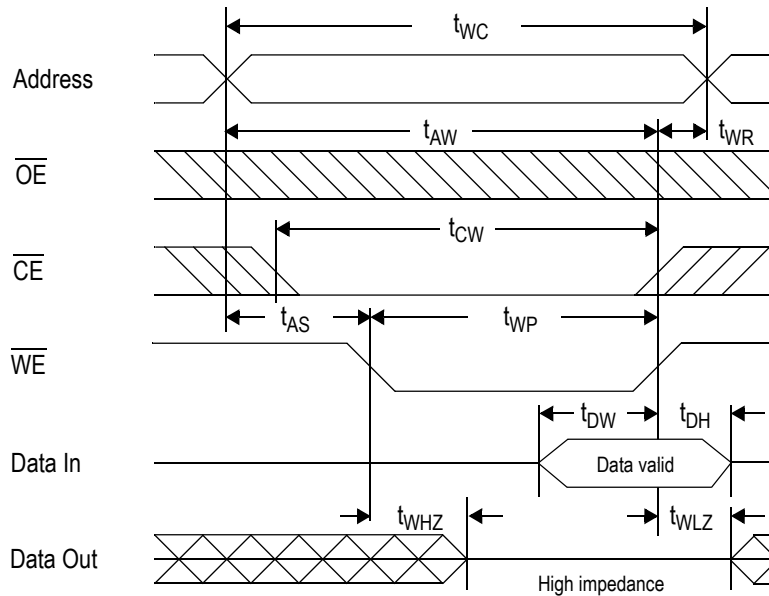 tWC
Address
tAW
tWR
OE
tCW
CE
tAS
tWP
WE
tDW
tDH
Data In
Data valid
tWHZ
tWLZ
Data Out
High impedance